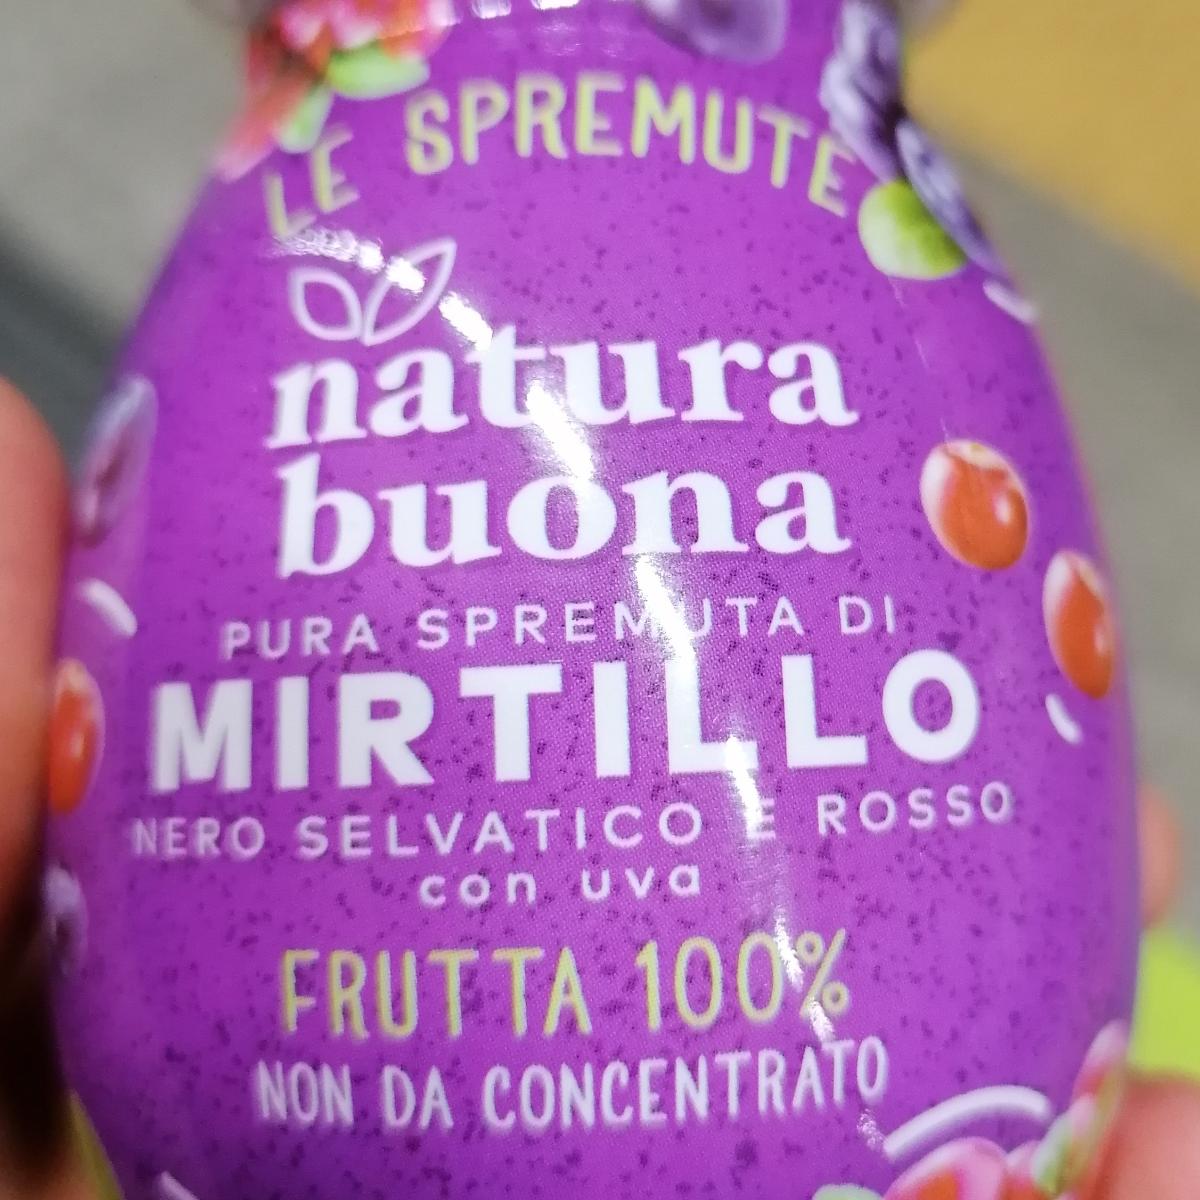 LE SPREMUTE
natura
buona
PURA SPREMUTA DI
MIRTILLO
NERO SELVATICO E ROSSO
con uva
FRUTTA 100%
NON DA CONCENTRATO